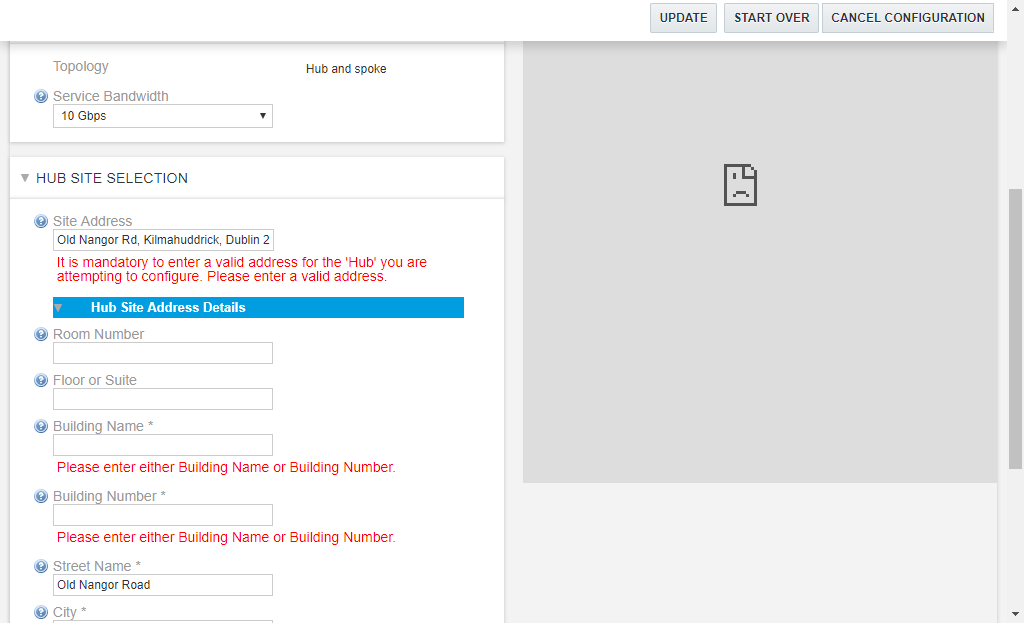 UPDATE
START OVER
CANCEL CONFIGURATION
Topology
Hub and spoke
Service Bandwidth
10 Gbps
HUB SITE SELECTION
Site Address
Old Nangor Rd, Kilmahuddrick, Dublin 2
It is mandatory to enter a valid address for the 'Hub' you are
attempting to configure. Please enter a valid address.
Hub Site Address Details
Room Number
Floor or Suite
Building Name *
Please enter either Building Name or Building Number.
Building Number *
Please enter either Building Name or Building Number.
Street Name *
Old Nangor Road
City *